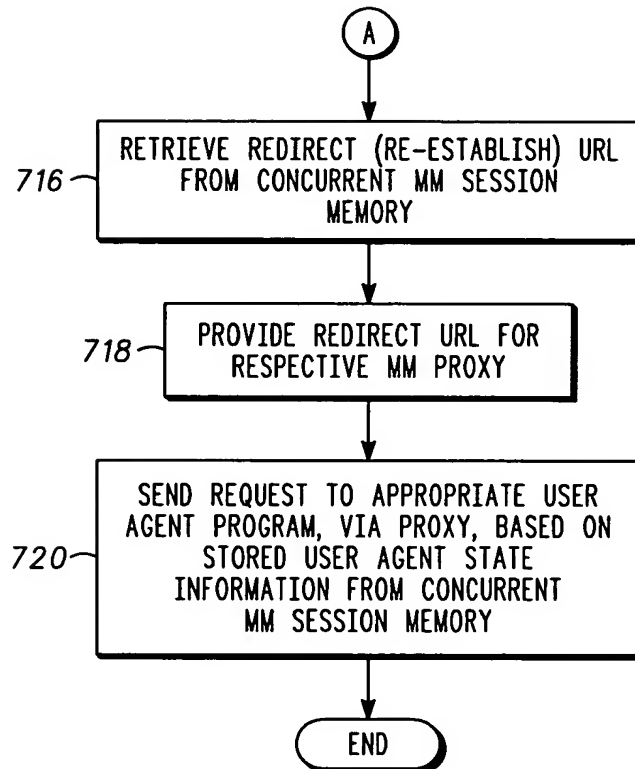 A
716
RETRIEVE REDIRECT (RE-ESTABLISH) URL
FROM CONCURRENT MM SESSION
MEMORY
718
PROVIDE REDIRECT URL FOR
RESPECTIVE MM PROXY
720
SEND REQUEST TO APPROPRIATE USER
AGENT PROGRAM, VIA PROXY, BASED ON
STORED USER AGENT STATE
INFORMATION FROM CONCURRENT
MM SESSION MEMORY
END